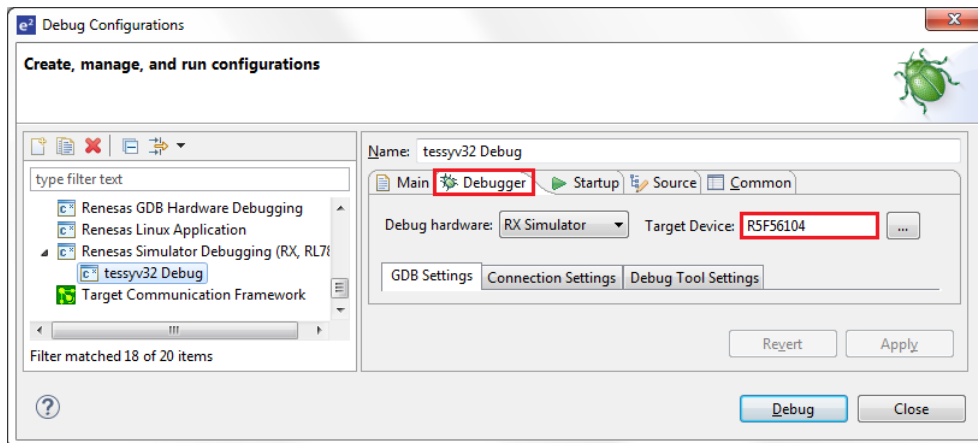 e² Debug Configurations
x
Create, manage, and run configurations
Name: tessyv32 Debug
type filter text
Main Debugger Startup Source Common
Renesas GDB Hardware Debugging
Renesas Linux Application
Renesas Simulator Debugging (RX, RL78
tessyv32 Debug
Target Communication Framework
Debug hardware: RX Simulator Target Device: R5F56104 ...
GDB Settings Connection Settings Debug Tool Settings
Filter matched 18 of 20 items
Revert Apply
? Debug Close